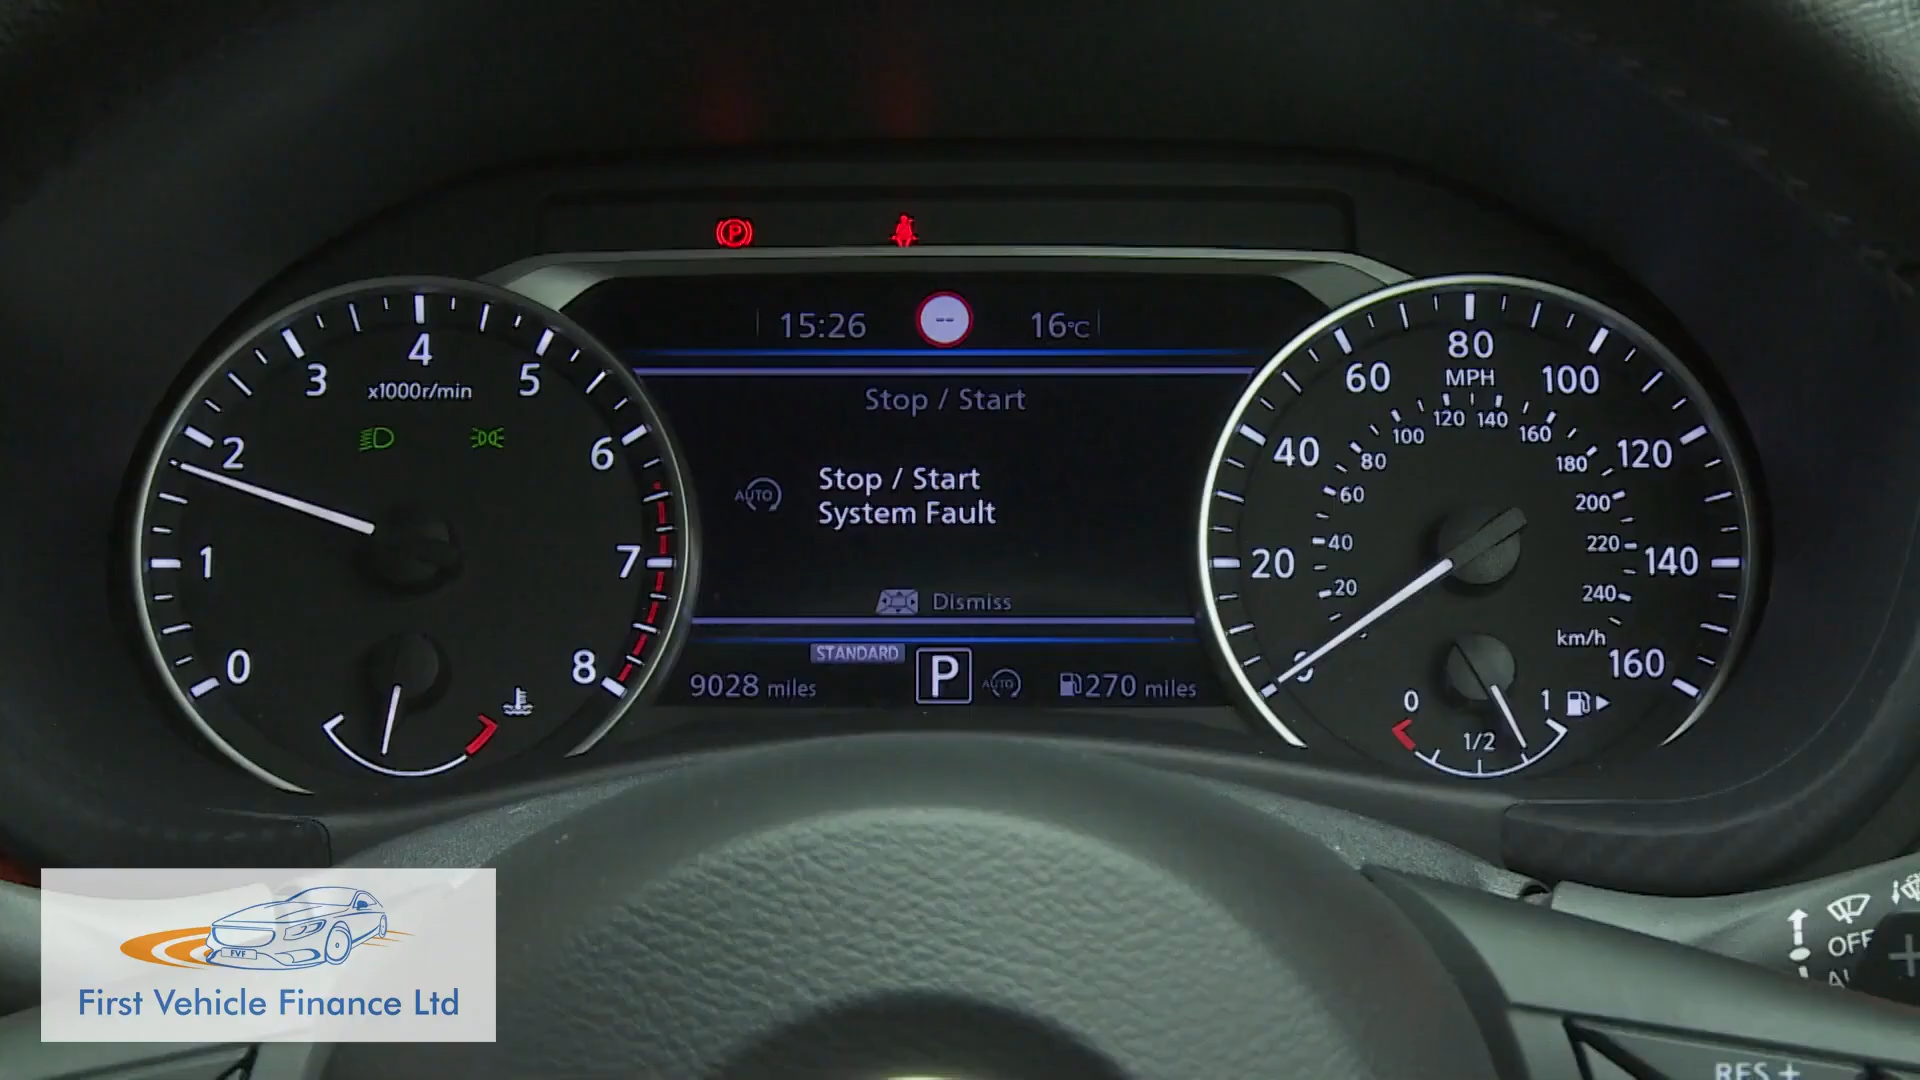 15:26
--
16°C
Stop / Start
AUTO
Stop / Start
System Fault
Dismiss
STANDARD
9028 miles
P
AUTO
270 miles
P
0
1
2
3
4
5
6
7
8
x1000r/min
0
20
40
60
80
100
120
140
160
MPH
20
40
60
80
100
120
140
160
180
200
220
240
km/h
0
1/2
1
OFF
RES +
FVF
First Vehicle Finance Ltd